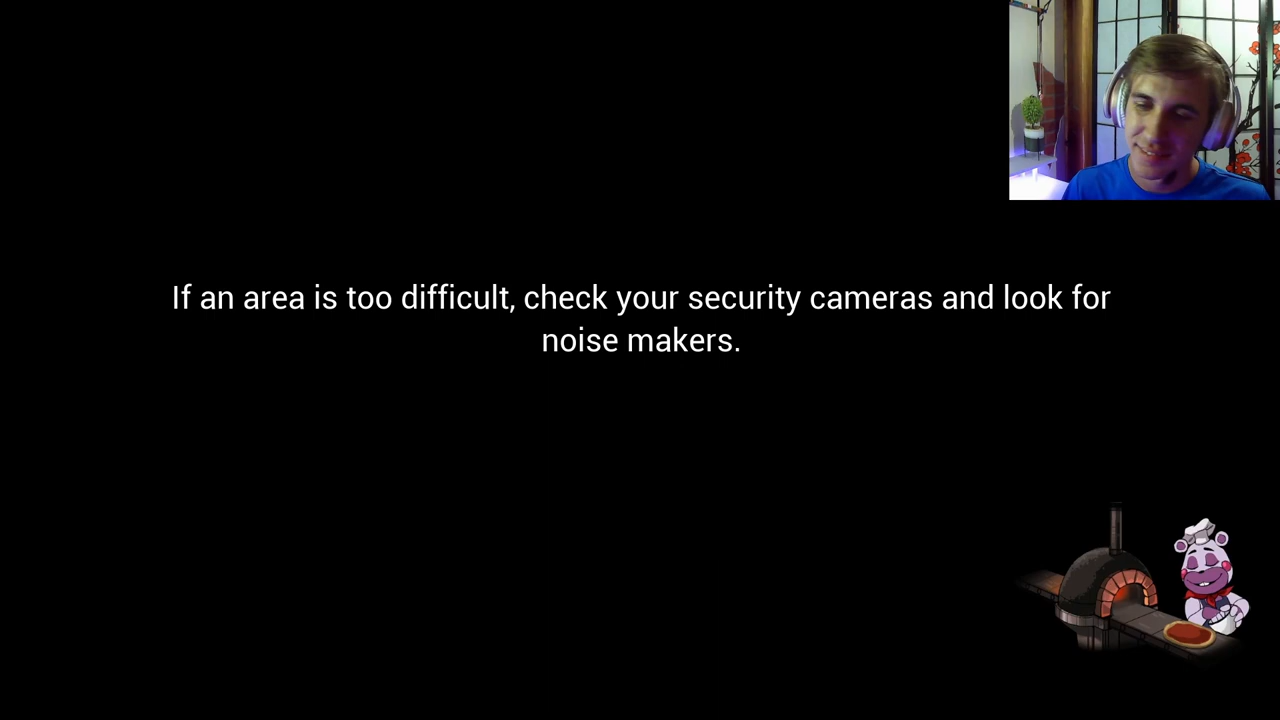 If an area is too difficult, check your security cameras and look for
noise makers.